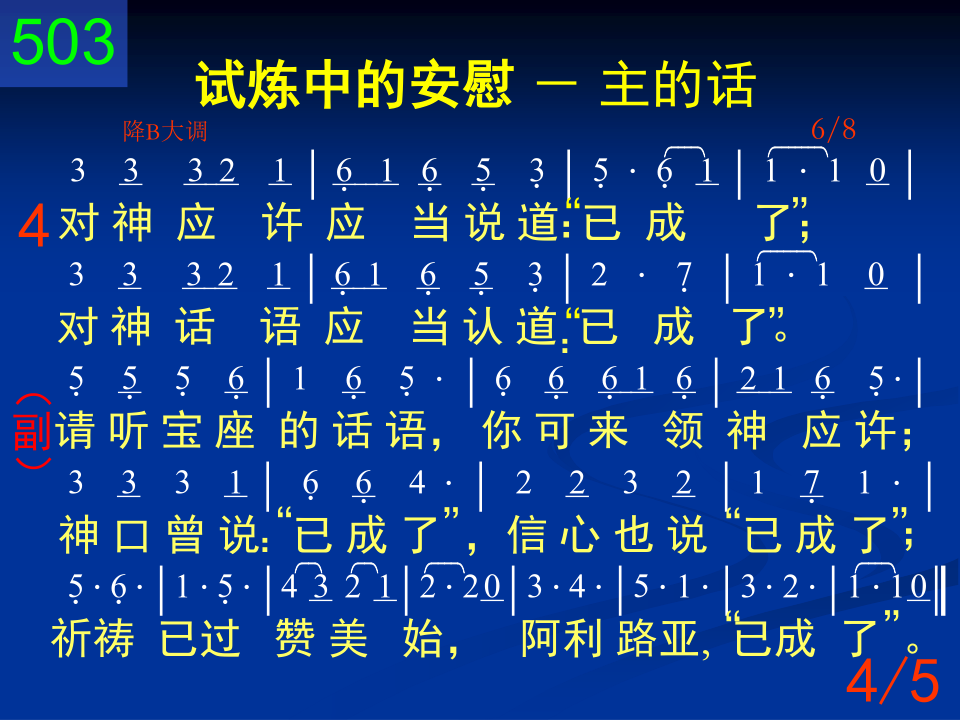 503
试炼中的安慰 － 主的话
降B大调 6/8
3 3 3 2 1 | 6 1 6 5 3 | 5 · 6 1 | 1 · 1 0 |
4 对神应许应当说道：“已成了”；
3 3 3 2 1 | 6 1 6 5 3 | 2 · 7 | 1 · 1 0 |
对神话语应当认道：“已成了”。
5 5 5 6 | 1 6 5 · | 6 6 6 1 6 | 2 1 6 5 · |
（副） 请听宝座的话语，你可来领神应许；
3 3 3 1 | 6 6 4 · | 2 2 3 2 | 1 7 1 · |
神口曾说：“已成了”，信心也说“已成了”；
5 · 6 · | 1 · 5 · | 4 3 2 1 | 2 · 2 0 | 3 · 4 · | 5 · 1 · | 3 · 2 · | 1 · 1 0 ‖
祈祷已过赞美始，阿利路亚，“已成了”。
4/5